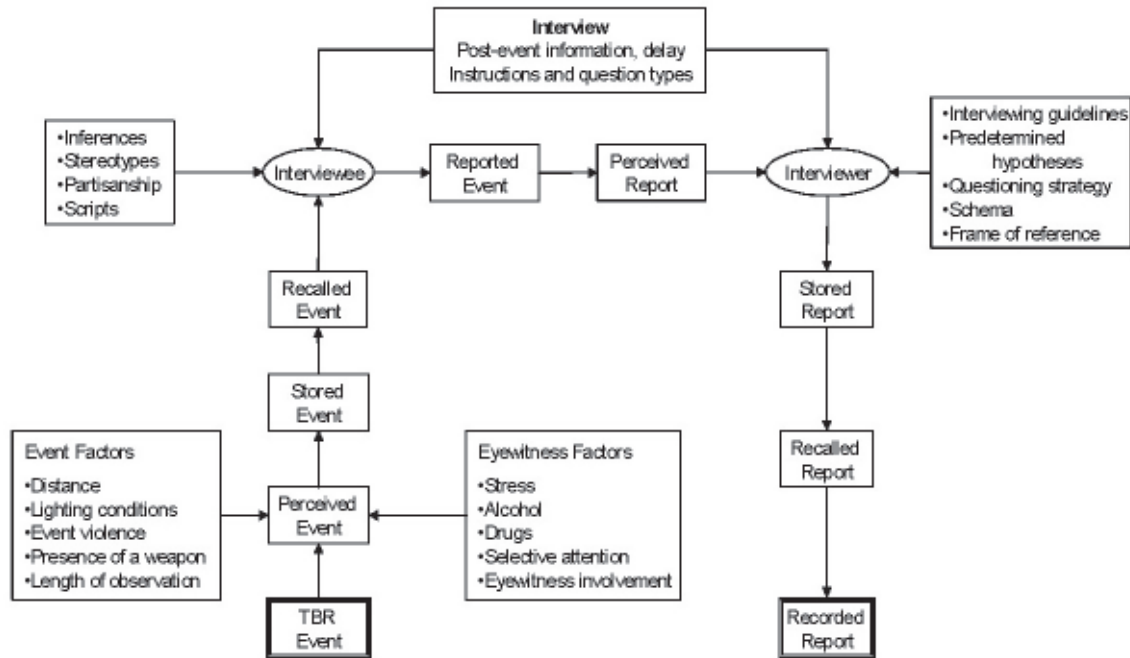 Interview
Post-event information, delay
Instructions and question types
•Inferences
•Stereotypes
•Partisanship
•Scripts
Interviewee
Reported
Event
Perceived
Report
Interviewer
•Interviewing guidelines
•Predetermined
hypotheses
•Questioning strategy
•Schema
•Frame of reference
Recalled
Event
Stored
Report
Stored
Event
Event Factors
•Distance
•Lighting conditions
•Event violence
•Presence of a weapon
•Length of observation
Perceived
Event
Eyewitness Factors
•Stress
•Alcohol
•Drugs
•Selective attention
•Eyewitness involvement
Recalled
Report
TBR
Event
Recorded
Report